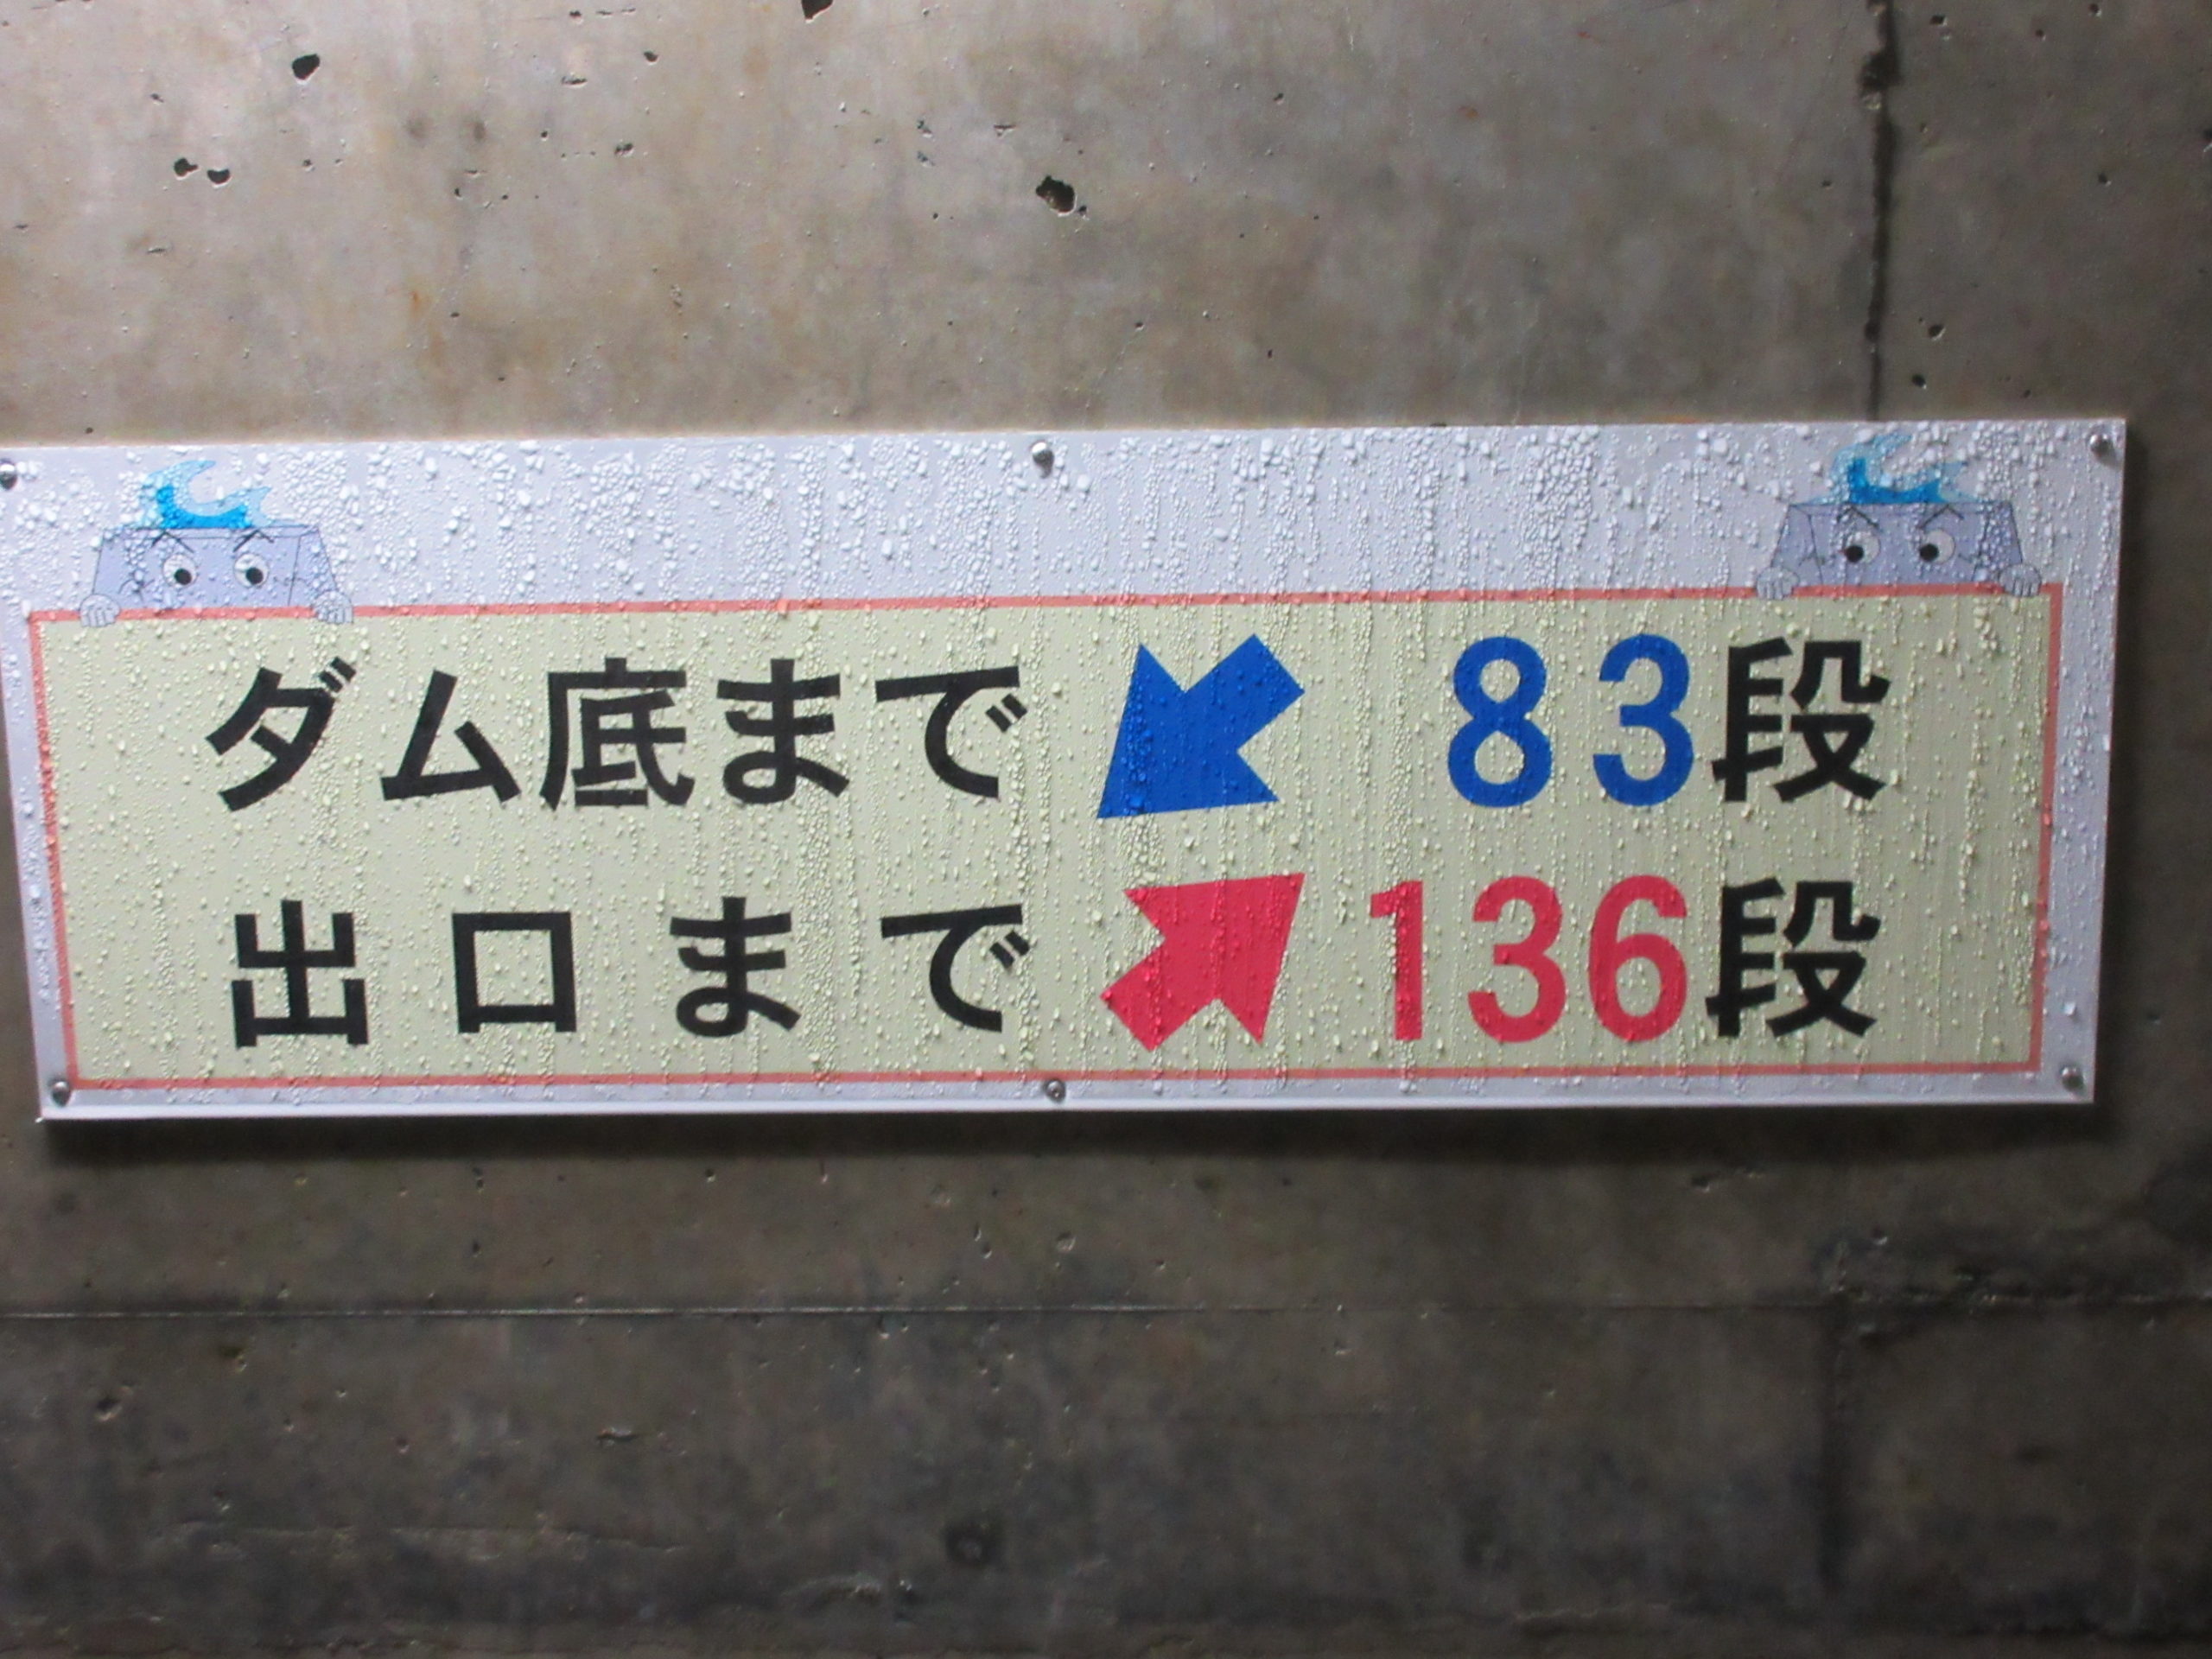 ダム底まで ↙ 83段
出口まで ↗ 136段